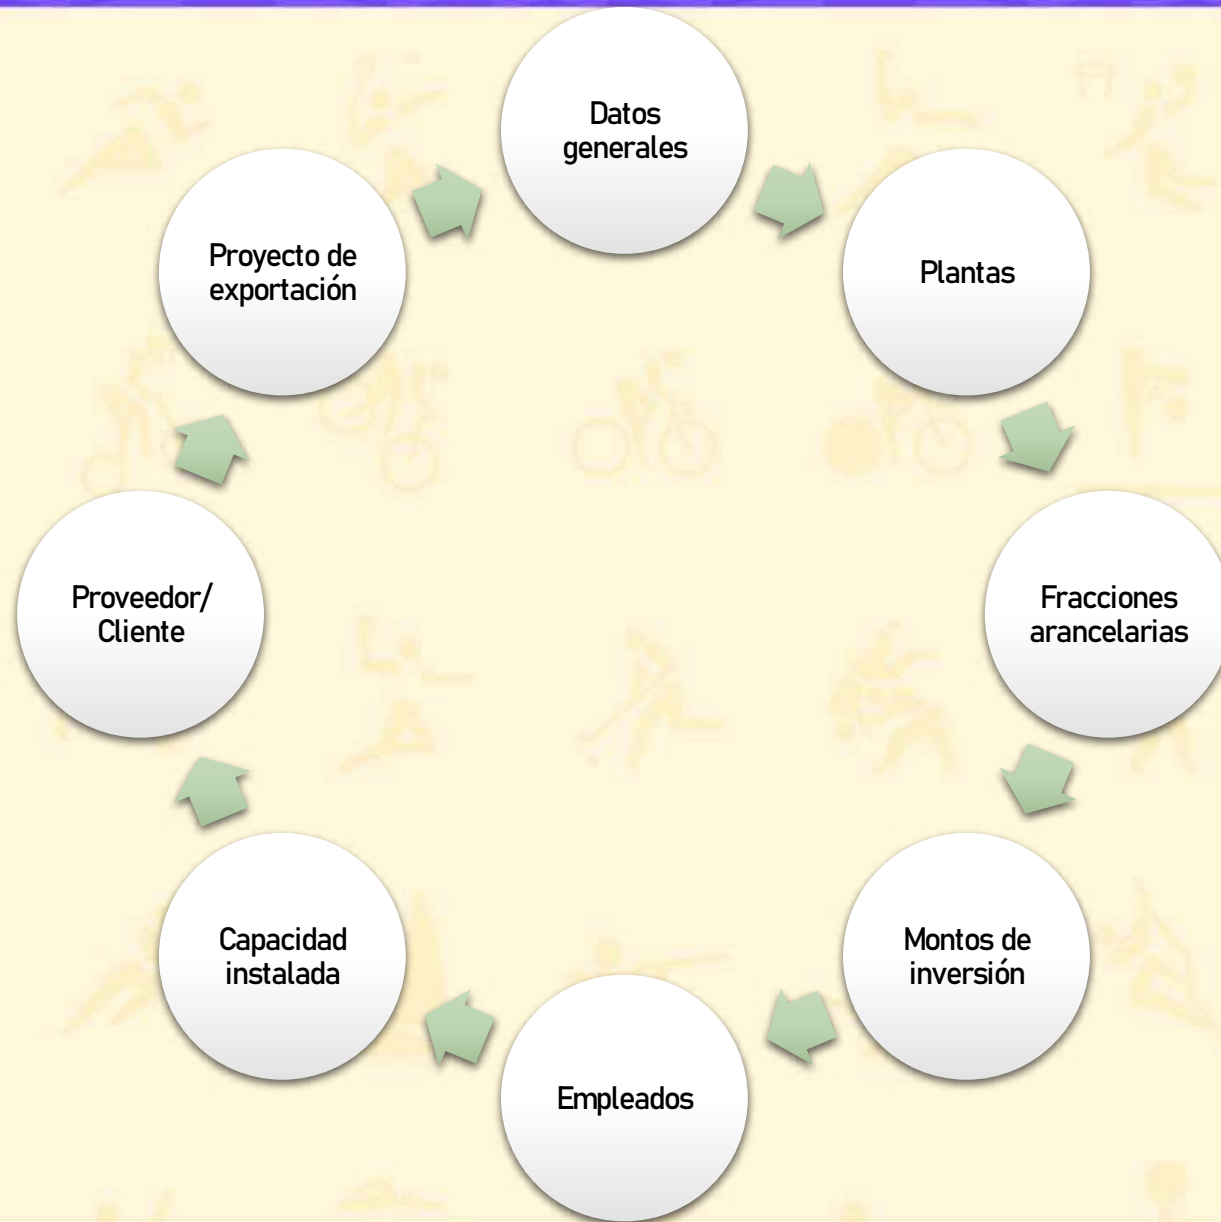 Datos
generales
Plantas
Fracciones
arancelarias
Montos de
inversión
Empleados
Capacidad
instalada
Proveedor/
Cliente
Proyecto de
exportación